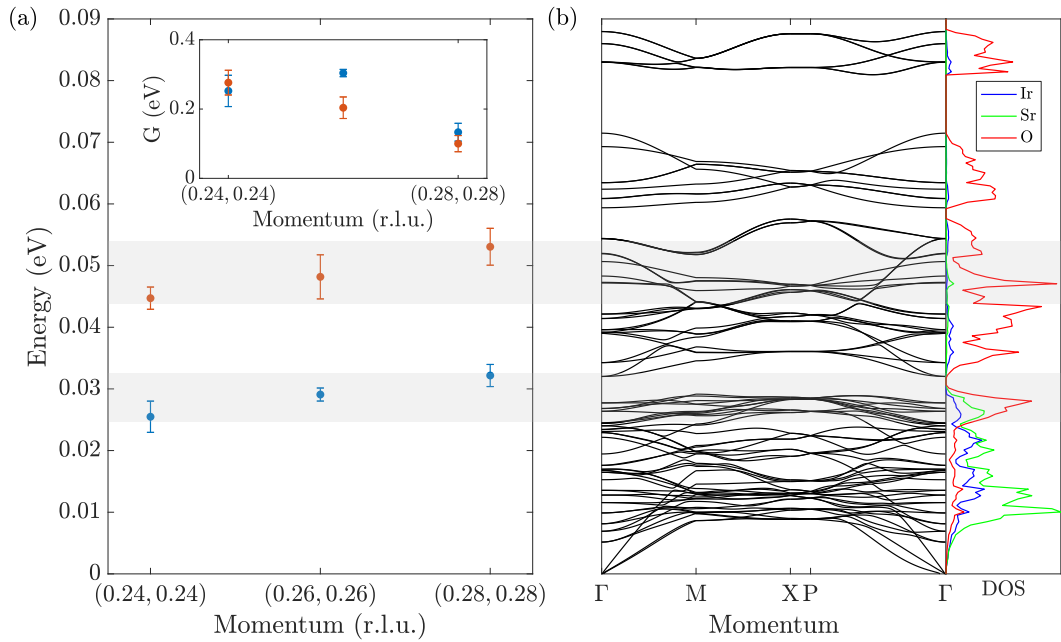 (a)
0.09
0.08
0.07
0.06
0.05
0.04
0.03
0.02
0.01
0
Energy (eV)
(0.24, 0.24)
(0.26, 0.26)
(0.28, 0.28)
Momentum (r.l.u.)
0.4
0.2
0
G (eV)
(0.24, 0.24)
(0.28, 0.28)
Momentum (r.l.u.)
(b)
Γ
M
X
P
Γ
DOS
Momentum
Ir
Sr
O